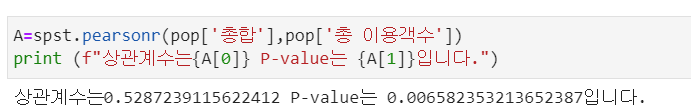 A=spst.pearsonr(pop['총합'],pop['총 이용객수'])
print (f"상관계수는{A[0]} P-value는 {A[1]}입니다.")
상관계수는0.5287239115622412 P-value는 0.006582353213652387입니다.